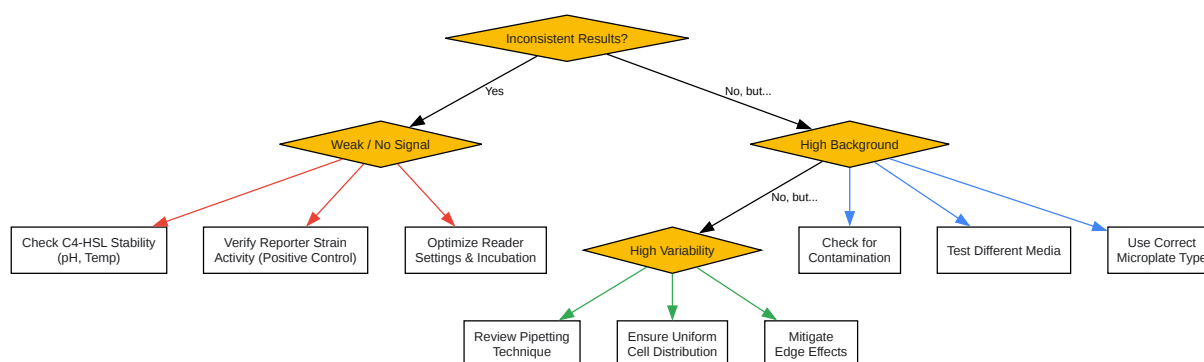 Inconsistent Results?
Yes
No, but...
Weak / No Signal
High Background
No, but...
Check C4-HSL Stability
(pH, Temp)
Verify Reporter Strain
Activity (Positive Control)
Optimize Reader
Settings & Incubation
High Variability
Check for
Contamination
Test Different Media
Use Correct
Microplate Type
Review Pipetting
Technique
Ensure Uniform
Cell Distribution
Mitigate
Edge Effects